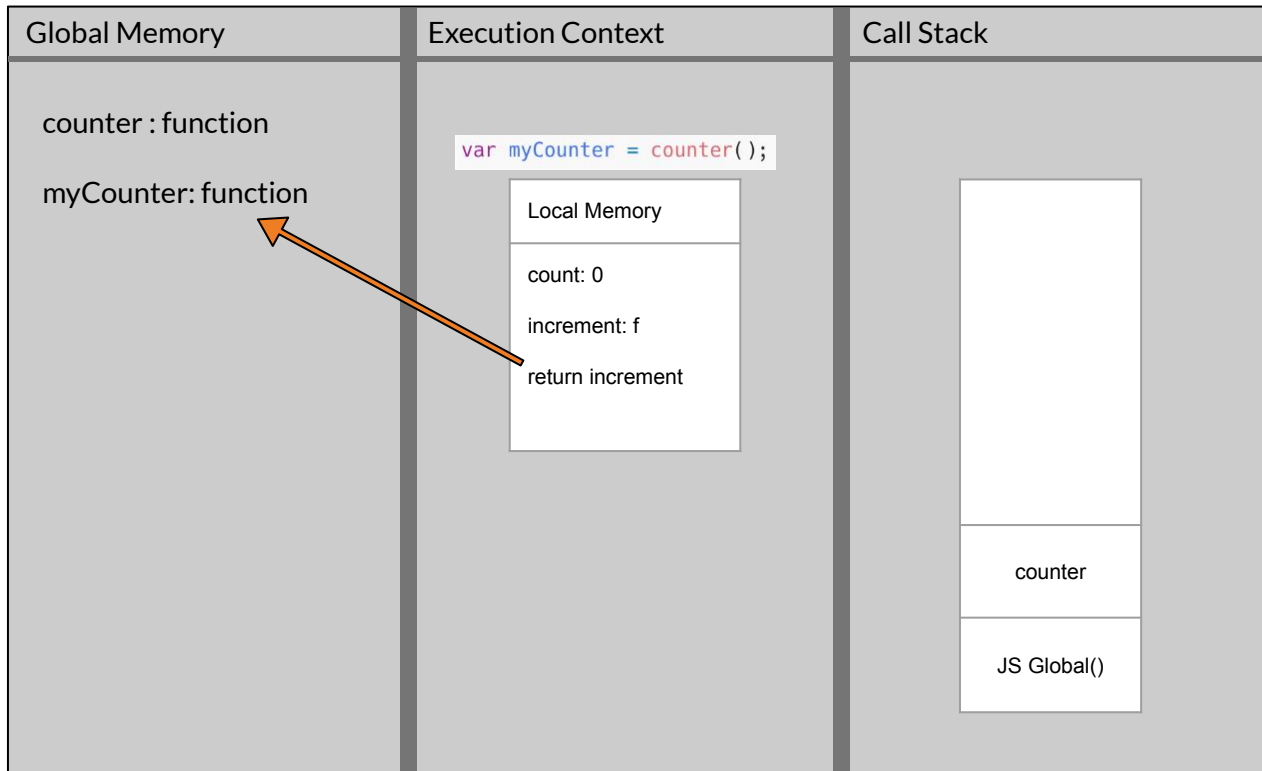 Global Memory
counter : function
myCounter: function
Execution Context
var myCounter = counter();
Local Memory
count: 0
increment: f
return increment
Call Stack
counter
JS Global()